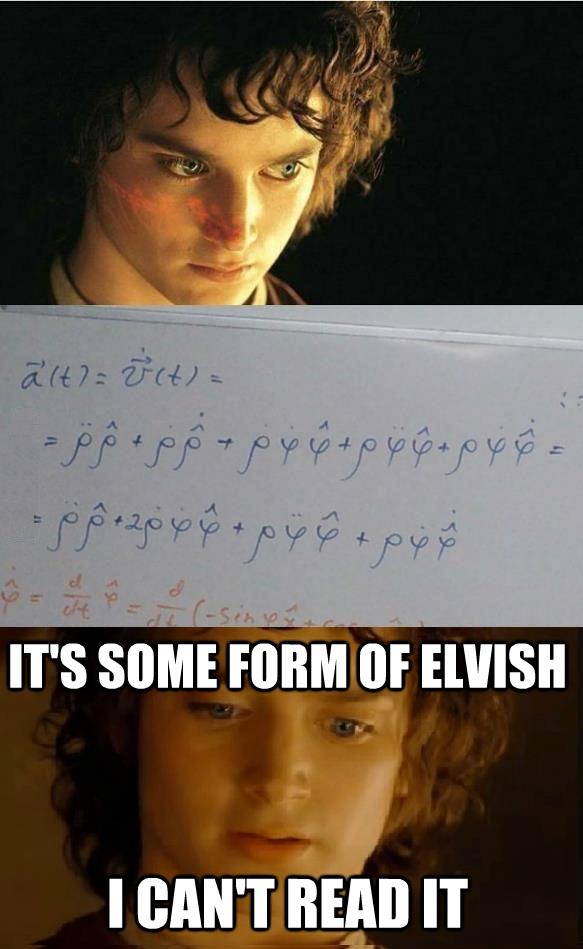 a⃗(t) = v⃗̇(t) =
= ρ̈ρ̂ + ρ̇ρ̂̇ + ρ̇φ̇φ̂ + ρφ̈φ̂ + ρφ̇φ̂̇ =
= ρ̈ρ̂ + 2ρ̇φ̇φ̂ + ρφ̈φ̂ + ρφ̇φ̂̇
φ̂̇ = d/dt φ̂ = d/dt (-sin φ x̂ +
IT'S SOME FORM OF ELVISH
I CAN'T READ IT